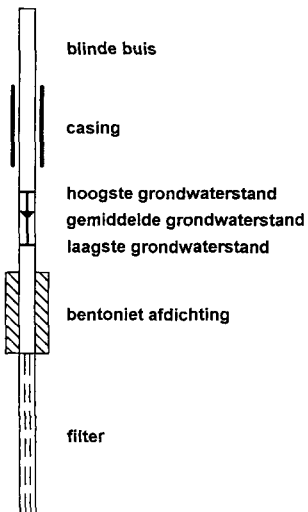 blinde buis
casing
hoogste grondwaterstand
gemiddelde grondwaterstand
laagste grondwaterstand
bentoniet afdichting
filter